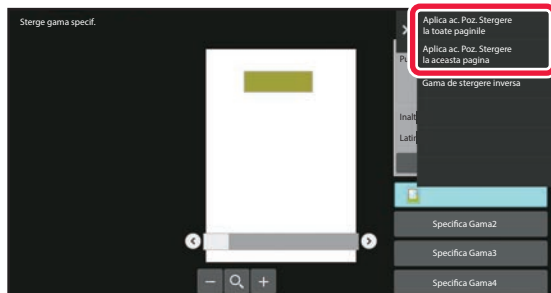 Sterge gama specif.
Aplica ac. Poz. Stergere
la toate paginile
Aplica ac. Poz. Stergere
la aceasta pagina
Gama de stergere inversa
Specifica Gama2
Specifica Gama3
Specifica Gama4